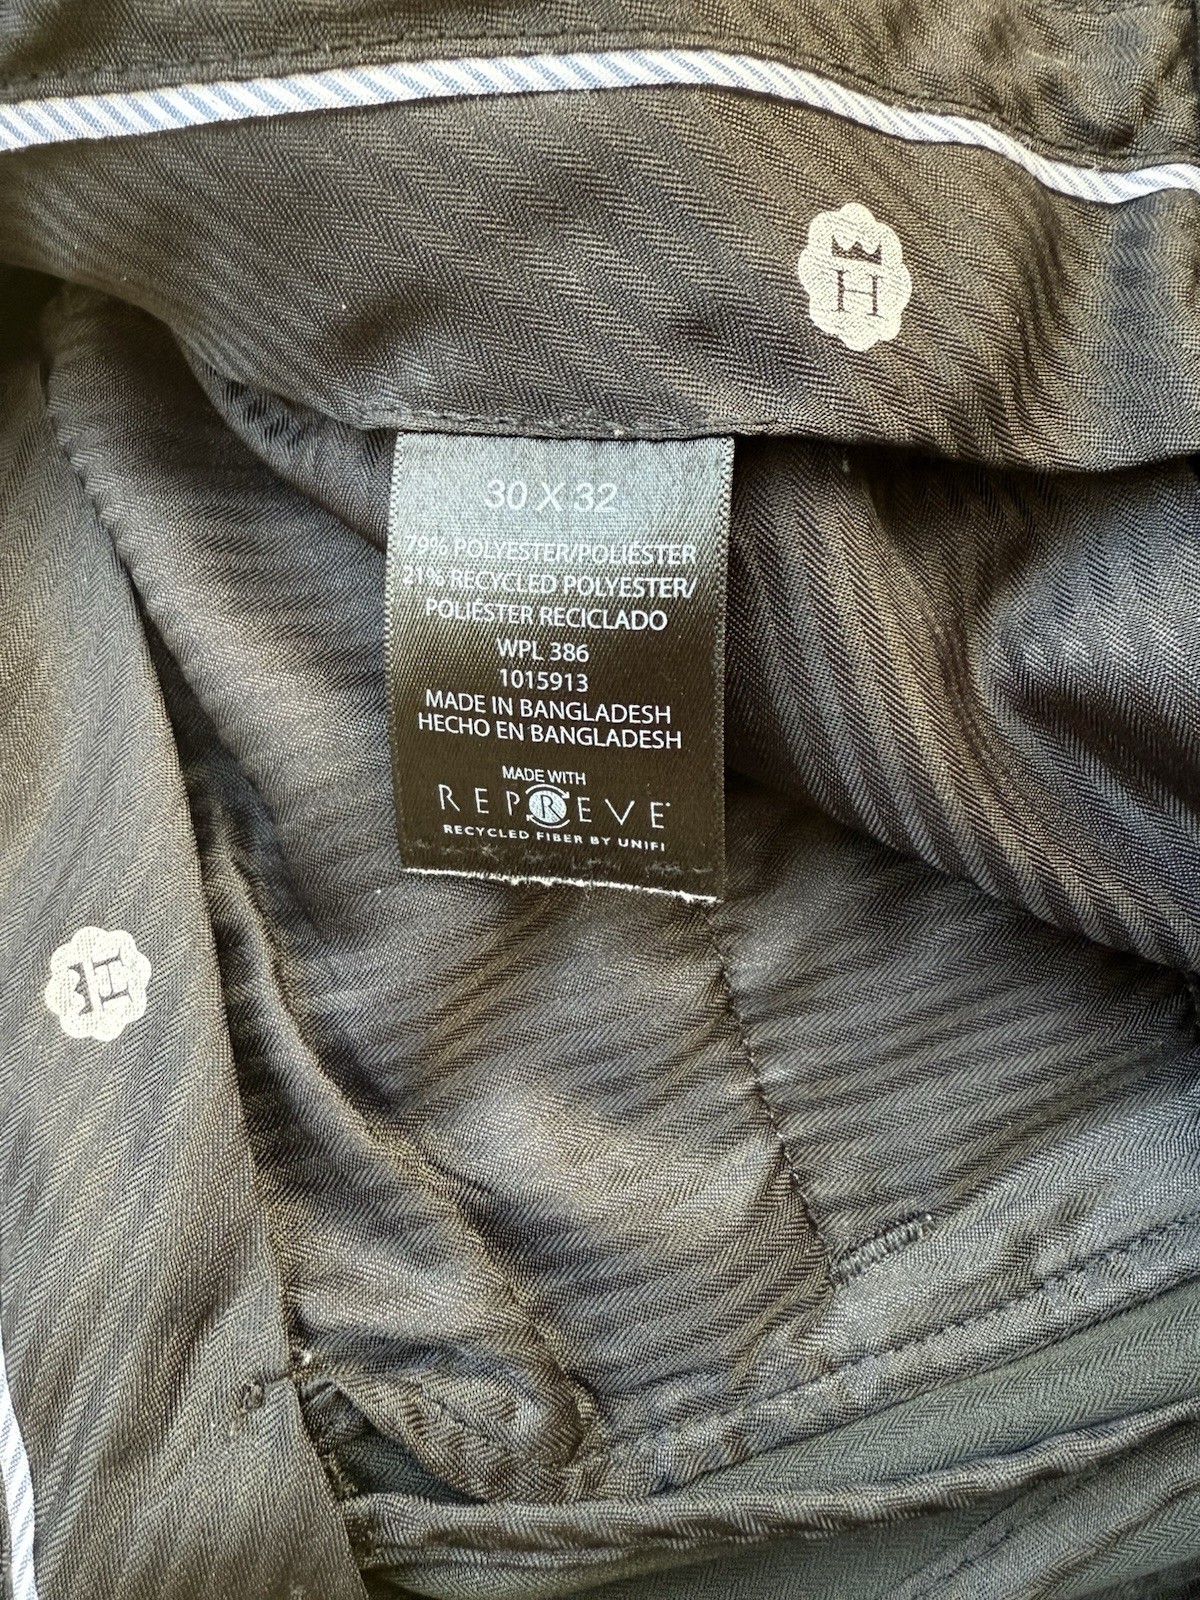 H
30 X 32
79% POLYESTER/POLIÉSTER
21% RECYCLED POLYESTER/
POLIÉSTER RECICLADO
WPL 386
1015913
MADE IN BANGLADESH
HECHO EN BANGLADESH
MADE WITH
REPREVE
RECYCLED FIBER BY UNIFI
H